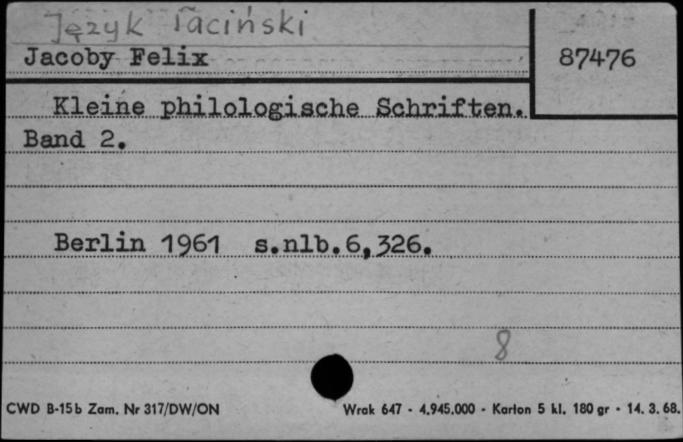 Język łaciński
Jacoby Felix
87476
Kleine philologische Schriften.
Band 2.
Berlin 1961 s.nlb.6,326.
8
CWD B-15b Zam. Nr 317/DW/ON
Wrak 647 - 4.945.000 - Karton 5 kl. 180 gr - 14. 3. 68.